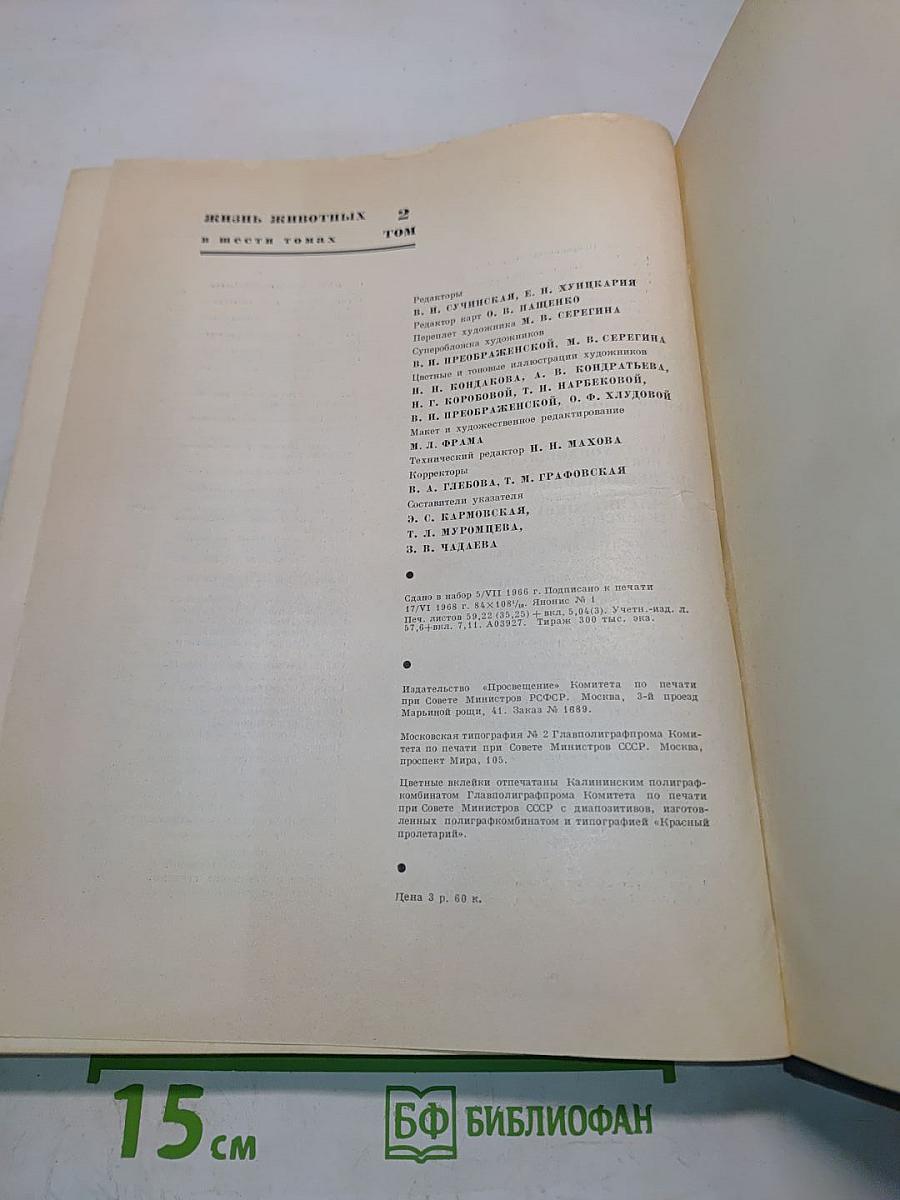 ЖИЗНЬ ЖИВОТНЫХ 2
в шести томах ТОМ
Редакторы
В. Н. СУЧИНСКАЯ, Е. Н. ХУНЦКАРИЯ
Редактор карт О. В. ПАЩЕНКО
Переплет художника М. В. СЕРЕГИНА
Суперобложка художников
В. И. ПРЕОБРАЖЕНСКОЙ, М. В. СЕРЕГИНА
Цветные и тоновые иллюстрации художников
Н. Н. КОНДАКОВА, А. В. КОНДРАТЬЕВА,
Н. Г. КОРОБОВОЙ, Т. И. НАРБЕКОВОЙ,
В. И. ПРЕОБРАЖЕНСКОЙ, О. Ф. ХЛУДОВОЙ
Макет и художественное редактирование
М. Л. ФРАМА
Технический редактор Н. Н. МАХОВА
Корректоры
В. А. ГЛЕБОВА, Т. М. ГРАФОВСКАЯ
Составители указателя
Э. С. КАРМОВСКАЯ,
Т. Л. МУРОМЦЕВА,
З. В. ЧАДАЕВА
Сдано в набор 5/VII 1966 г. Подписано к печати
17/VI 1968 г. 84×108¹/₁₆. Янонис № 1
Печ. листов 59,22 (35,25) + вкл. 5,04(3). Учетн.-изд. л.
57,6+вкл. 7,11. А03927. Тираж 300 тыс. экз.
Издательство «Просвещение» Комитета по печати
при Совете Министров РСФСР. Москва, 3-й проезд
Марьиной рощи, 41. Заказ № 1689.
Московская типография № 2 Главполиграфпрома Коми-
тета по печати при Совете Министров СССР. Москва,
проспект Мира, 105.
Цветные вклейки отпечатаны Калининским полиграф-
комбинатом Главполиграфпрома Комитета по печати
при Совете Министров СССР с диапозитивов, изготов-
ленных полиграфкомбинатом и типографией «Красный
пролетарий».
Цена 3 р. 60 к.
15 см БФ БИБЛИОФАН